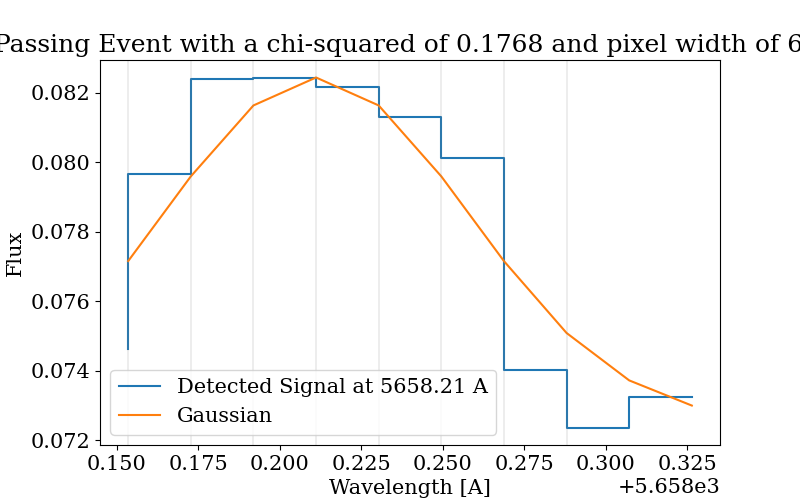 Passing Event with a chi-squared of 0.1768 and pixel width of 6
Flux
0.082
0.080
0.078
0.076
0.074
0.072
Detected Signal at 5658.21 A
Gaussian
0.150 0.175 0.200 0.225 0.250 0.275 0.300 0.325
Wavelength [A]
+5.658e3